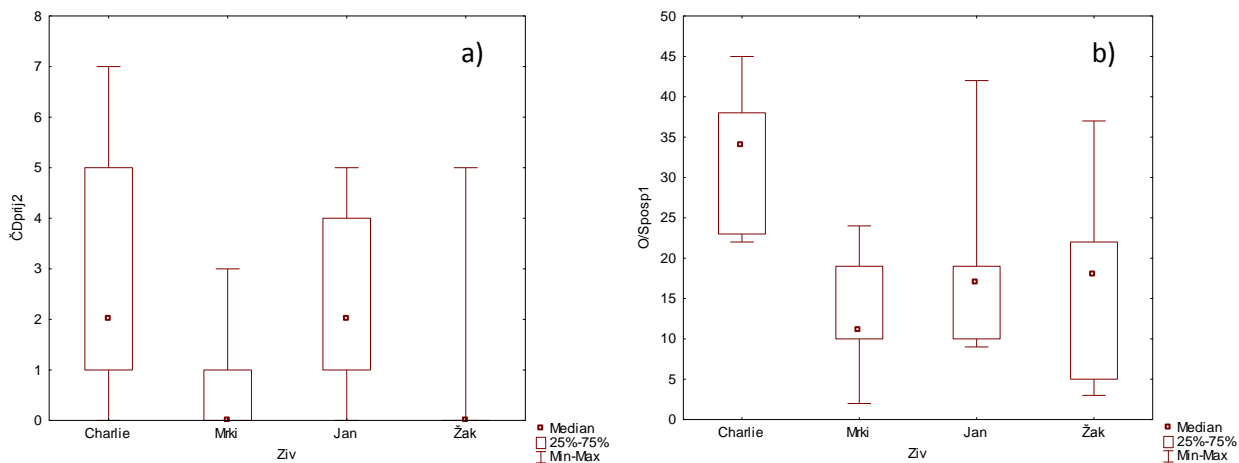 a)
ČDprij2
8
7
6
5
4
3
2
1
0
Charlie Mrki Jan Žak
Ziv
Median
25%-75%
Min-Max
b)
O/Sposp1
50
45
40
35
30
25
20
15
10
5
0
Charlie Mrki Jan Žak
Ziv
Median
25%-75%
Min-Max